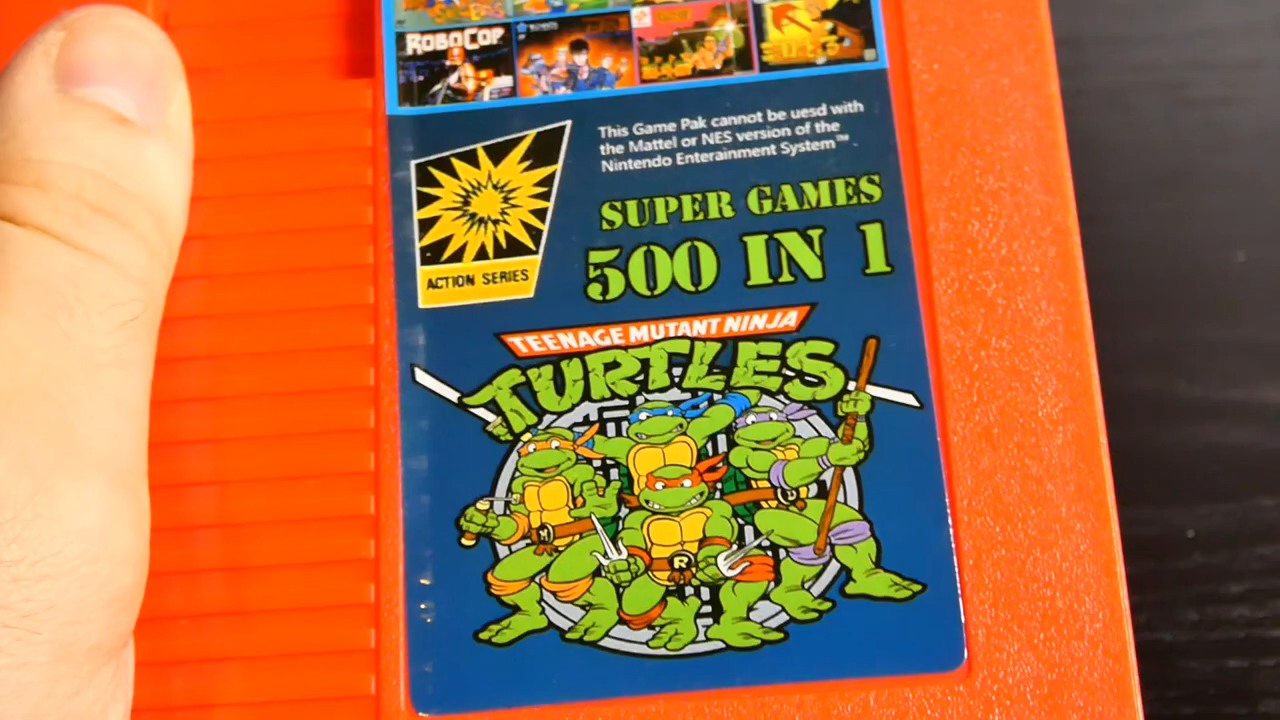 ROBOCOP
This Game Pak cannot be uesd with
the Mattel or NES version of the
Nintendo Enterainment System™
SUPER GAMES
500 IN 1
ACTION SERIES
TEENAGE MUTANT NINJA
TURTLES
M
R
D